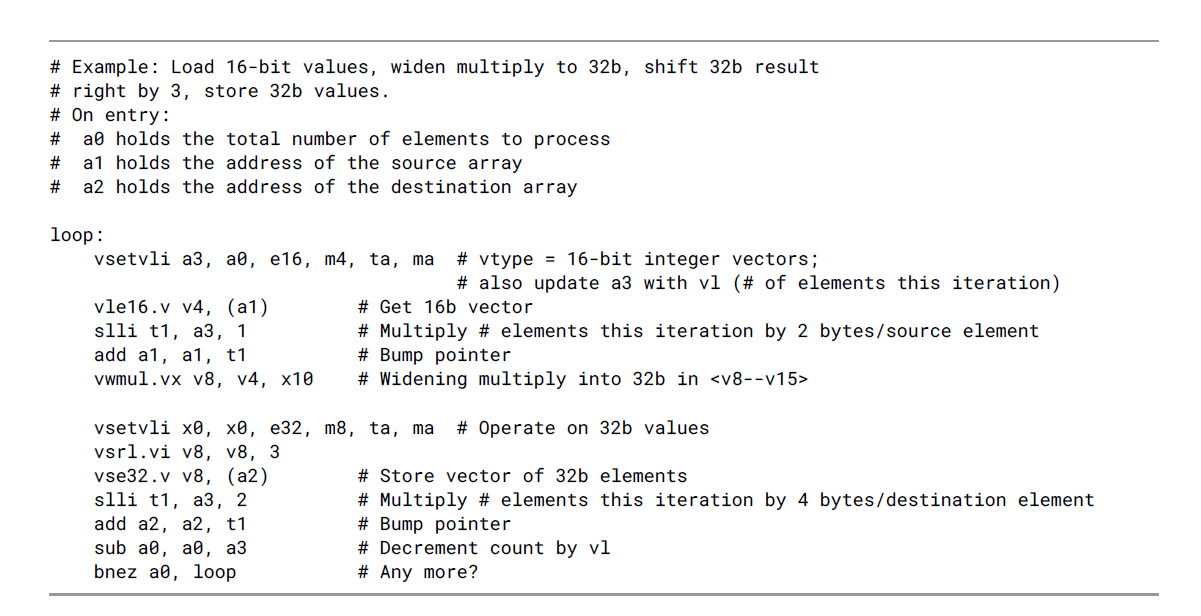 # Example: Load 16-bit values, widen multiply to 32b, shift 32b result
# right by 3, store 32b values.
# On entry:
#  a0 holds the total number of elements to process
#  a1 holds the address of the source array
#  a2 holds the address of the destination array

loop:
    vsetvli a3, a0, e16, m4, ta, ma  # vtype = 16-bit integer vectors;
                                     # also update a3 with vl (# of elements this iteration)
    vle16.v v4, (a1)        # Get 16b vector
    slli t1, a3, 1          # Multiply # elements this iteration by 2 bytes/source element
    add a1, a1, t1          # Bump pointer
    vwmul.vx v8, v4, x10    # Widening multiply into 32b in <v8--v15>

    vsetvli x0, x0, e32, m8, ta, ma  # Operate on 32b values
    vsrl.vi v8, v8, 3
    vse32.v v8, (a2)        # Store vector of 32b elements
    slli t1, a3, 2          # Multiply # elements this iteration by 4 bytes/destination element
    add a2, a2, t1          # Bump pointer
    sub a0, a0, a3          # Decrement count by vl
    bnez a0, loop           # Any more?